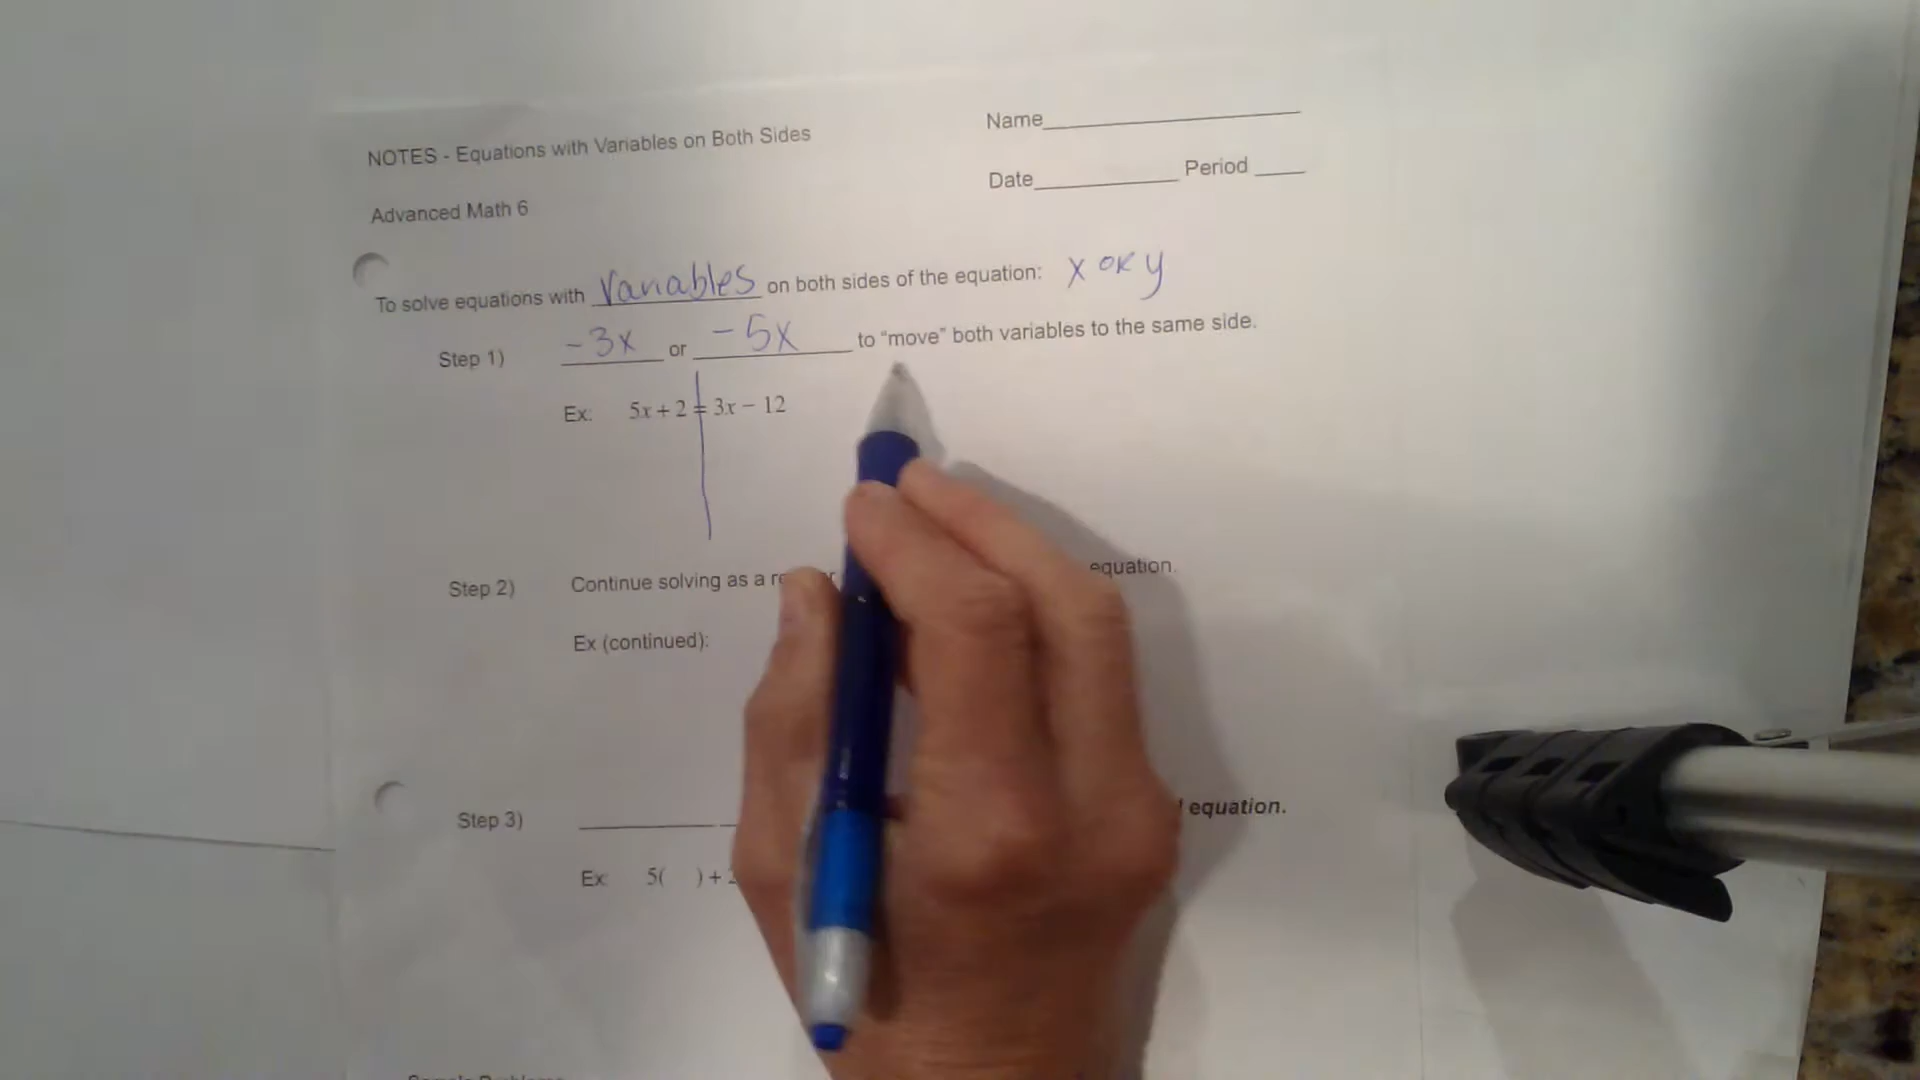 NOTES - Equations with Variables on Both Sides
Name
Date Period
Advanced Math 6
To solve equations with Variables on both sides of the equation: x or y
Step 1) -3x or -5x to "move" both variables to the same side.
Ex: 5x + 2 = 3x – 12
Step 2) Continue solving as a equation.
Ex (continued):
Step 3) equation.
Ex: 5( ) + 2